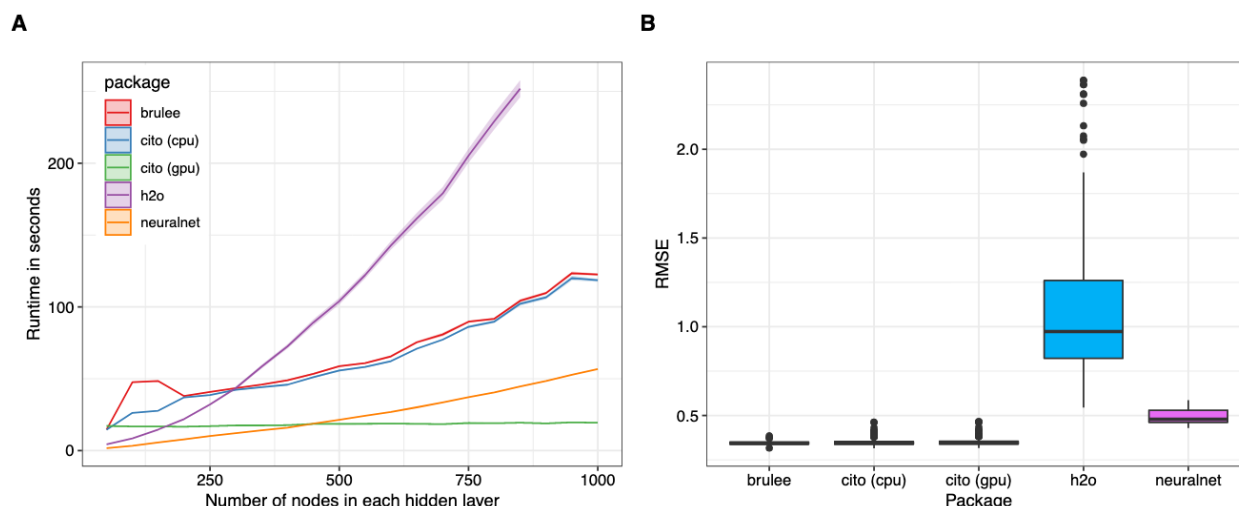 A
package
brulee
cito (cpu)
cito (gpu)
h2o
neuralnet
Runtime in seconds
200
100
0
250
500
750
1000
Number of nodes in each hidden layer
B
RMSE
2.0
1.5
1.0
0.5
brulee
cito (cpu)
cito (gpu)
h2o
neuralnet
Package